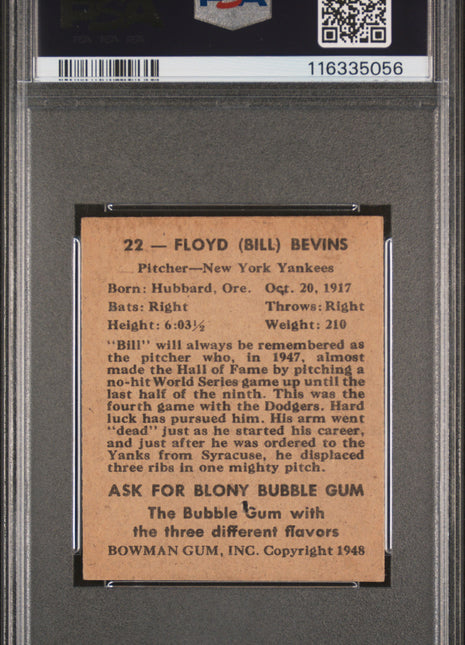 PSA
116335056
22 — FLOYD (BILL) BEVINS
Pitcher—New York Yankees
Born: Hubbard, Ore. Oct. 20, 1917
Bats: Right Throws: Right
Height: 6:03½ Weight: 210
"Bill" will always be remembered as
the pitcher who, in 1947, almost
made the Hall of Fame by pitching a
no-hit World Series game up until the
last half of the ninth. This was the
fourth game with the Dodgers. Hard
luck has pursued him. His arm went
"dead" just as he started his career,
and just after he was ordered to the
Yanks from Syracuse, he displaced
three ribs in one mighty pitch.
ASK FOR BLONY BUBBLE GUM
The Bubble Gum with
the three different flavors
BOWMAN GUM, INC. Copyright 1948